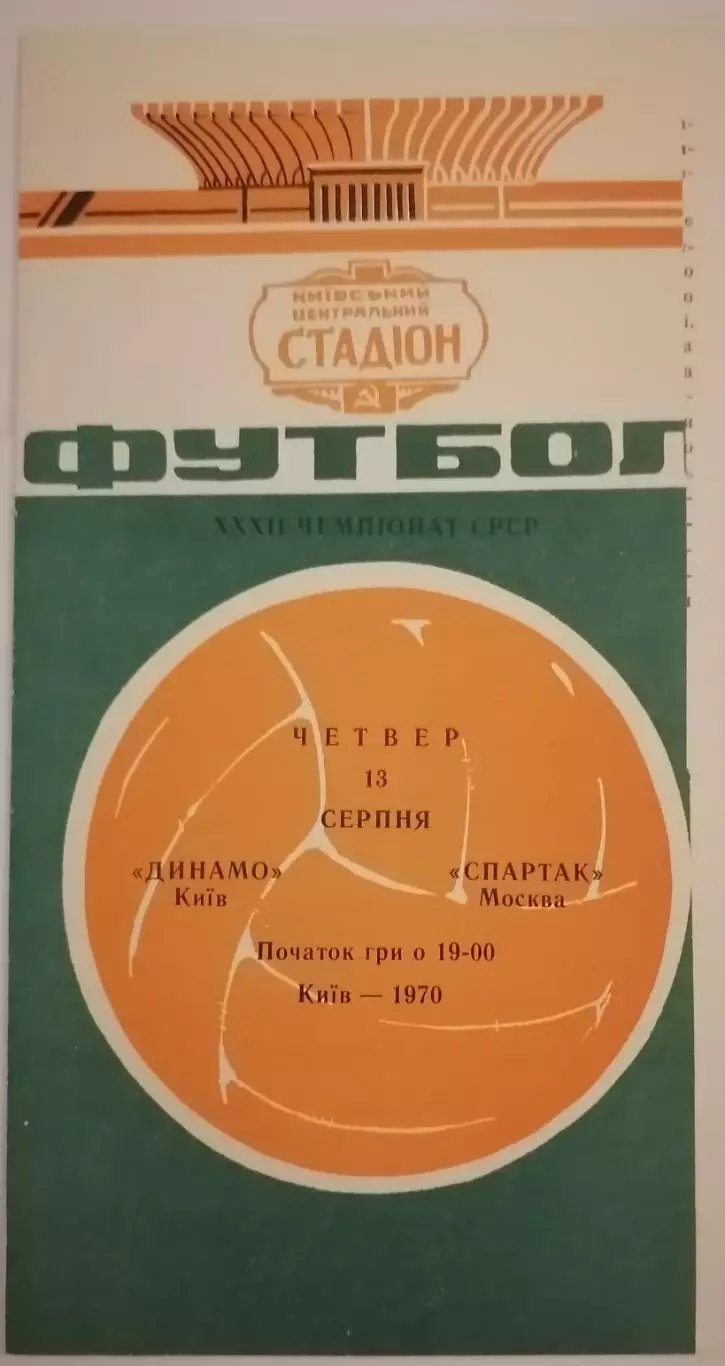 КИЇВСЬКИЙ
ЦЕНТРАЛЬНИЙ
СТАДІОН
ФУТБОЛ
XXXII ЧЕМПІОНАТ СРСР
ЧЕТВЕР
13
СЕРПНЯ
«ДИНАМО» «СПАРТАК»
Київ Москва
Початок гри о 19-00
Київ — 1970